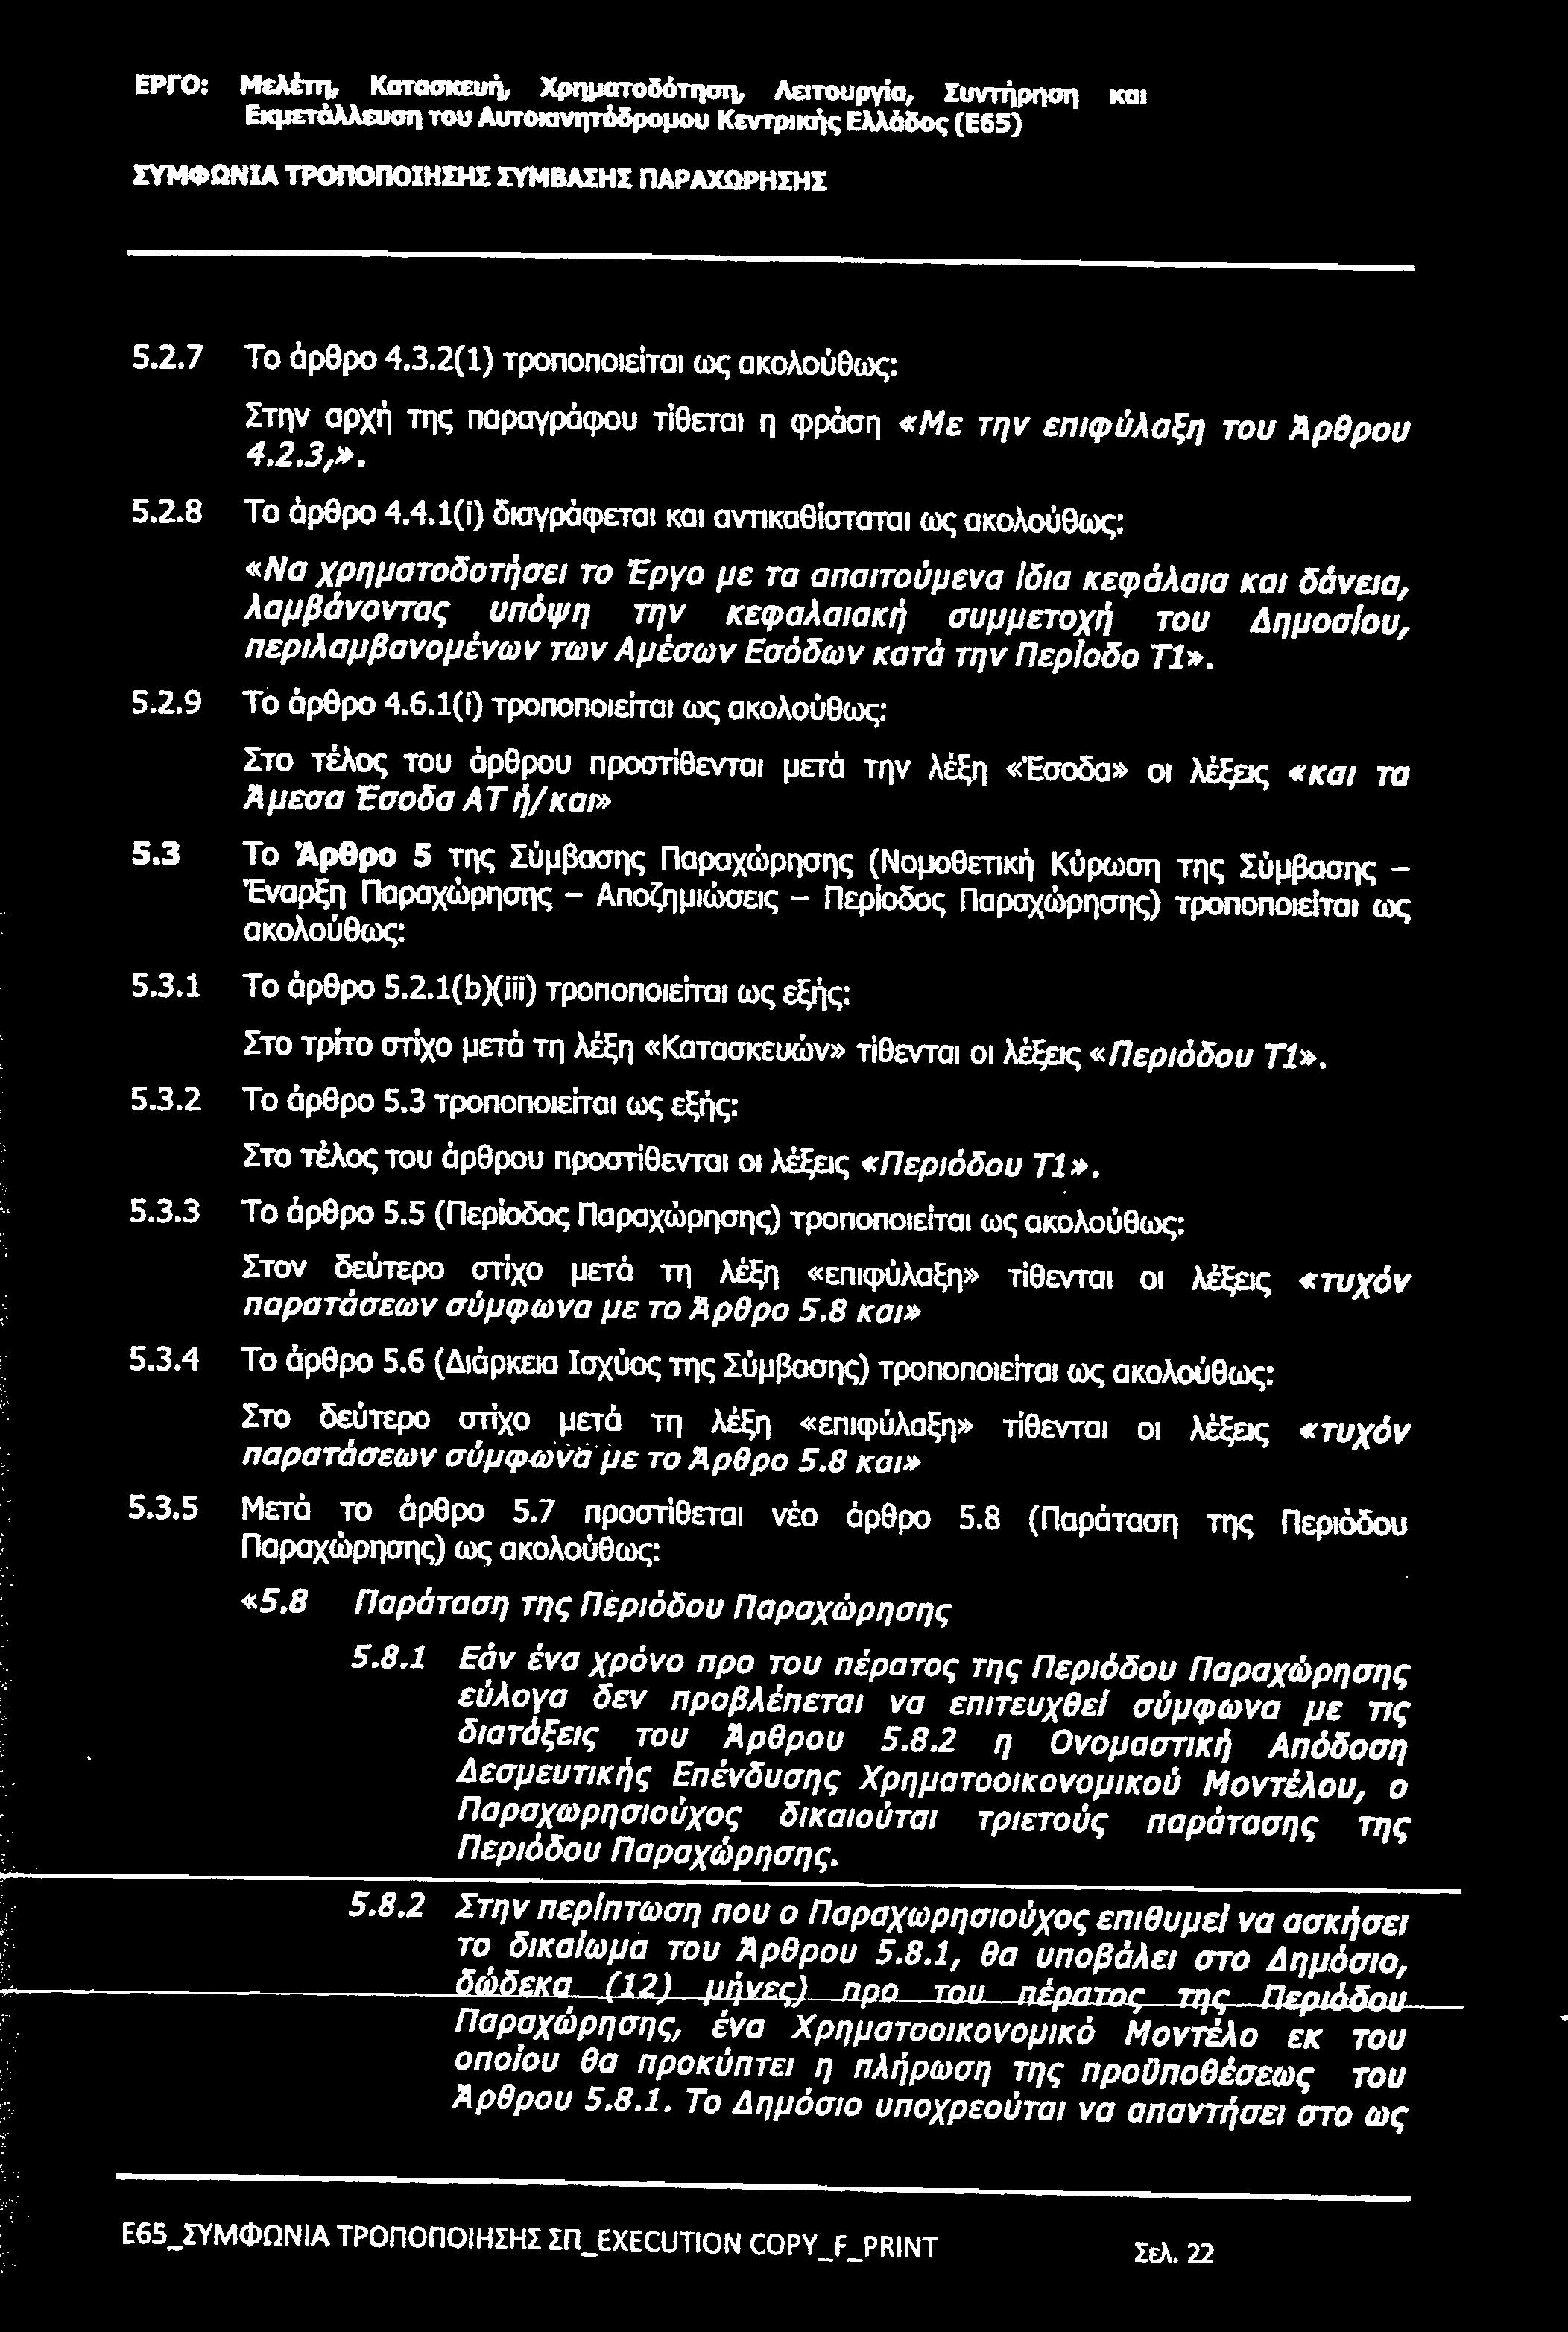 ΕΡΓΟ: Μελέτη, Κατασκευή, Χρηματοδότηση, Λειτουργία, Συντήρηση και
Εκμετάλλευση του Αυτοκινητόδρομου Κεντρικής Ελλάδος (Ε65)
ΣΥΜΦΩΝΙΑ ΤΡΟΠΟΠΟΙΗΣΗΣ ΣΥΜΒΑΣΗΣ ΠΑΡΑΧΩΡΗΣΗΣ
5.2.7 Το άρθρο 4.3.2(1) τροποποιείται ως ακολούθως:
Στην αρχή της παραγράφου τίθεται η φράση «Με την επιφύλαξη του Άρθρου
4.2.3,».
5.2.8 Το άρθρο 4.4.1(i) διαγράφεται και αντικαθίσταται ως ακολούθως:
«Να χρηματοδοτήσει το Έργο με τα απαιτούμενα ίδια κεφάλαια και δάνεια,
λαμβάνοντας υπόψη την κεφαλαιακή συμμετοχή του Δημοσίου,
περιλαμβανομένων των Αμέσων Εσόδων κατά την Περίοδο Τ1».
5.2.9 Το άρθρο 4.6.1(i) τροποποιείται ως ακολούθως:
Στο τέλος του άρθρου προστίθενται μετά την λέξη «Έσοδα» οι λέξεις «και τα
Άμεσα Έσοδα ΑΤ ή/και»
5.3 Το Άρθρο 5 της Σύμβασης Παραχώρησης (Νομοθετική Κύρωση της Σύμβασης –
Έναρξη Παραχώρησης – Αποζημιώσεις – Περίοδος Παραχώρησης) τροποποιείται ως
ακολούθως:
5.3.1 Το άρθρο 5.2.1(b)(iii) τροποποιείται ως εξής:
Στο τρίτο στίχο μετά τη λέξη «Κατασκευών» τίθενται οι λέξεις «Περιόδου Τ1».
5.3.2 Το άρθρο 5.3 τροποποιείται ως εξής:
Στο τέλος του άρθρου προστίθενται οι λέξεις «Περιόδου Τ1».
5.3.3 Το άρθρο 5.5 (Περίοδος Παραχώρησης) τροποποιείται ως ακολούθως:
Στον δεύτερο στίχο μετά τη λέξη «επιφύλαξη» τίθενται οι λέξεις «τυχόν
παρατάσεων σύμφωνα με το Άρθρο 5.8 και»
5.3.4 Το άρθρο 5.6 (Διάρκεια Ισχύος της Σύμβασης) τροποποιείται ως ακολούθως:
Στο δεύτερο στίχο μετά τη λέξη «επιφύλαξη» τίθενται οι λέξεις «τυχόν
παρατάσεων σύμφωνα με το Άρθρο 5.8 και»
5.3.5 Μετά το άρθρο 5.7 προστίθεται νέο άρθρο 5.8 (Παράταση της Περιόδου
Παραχώρησης) ως ακολούθως:
«5.8 Παράταση της Περιόδου Παραχώρησης
5.8.1 Εάν ένα χρόνο προ του πέρατος της Περιόδου Παραχώρησης
εύλογα δεν προβλέπεται να επιτευχθεί σύμφωνα με τις
διατάξεις του Άρθρου 5.8.2 η Ονομαστική Απόδοση
Δεσμευτικής Επένδυσης Χρηματοοικονομικού Μοντέλου, ο
Παραχωρησιούχος δικαιούται τριετούς παράτασης της
Περιόδου Παραχώρησης.
5.8.2 Στην περίπτωση που ο Παραχωρησιούχος επιθυμεί να ασκήσει
το δικαίωμα του Άρθρου 5.8.1, θα υποβάλει στο Δημόσιο,
δώδεκα (12) μήνες) προ του πέρατος της Περιόδου
Παραχώρησης, ένα Χρηματοοικονομικό Μοντέλο εκ του
οποίου θα προκύπτει η πλήρωση της προϋποθέσεως του
Άρθρου 5.8.1. Το Δημόσιο υποχρεούται να απαντήσει στο ως
E65_ΣΥΜΦΩΝΙΑ ΤΡΟΠΟΠΟΙΗΣΗΣ ΣΠ_EXECUTION COPY_F_PRINT Σελ. 22